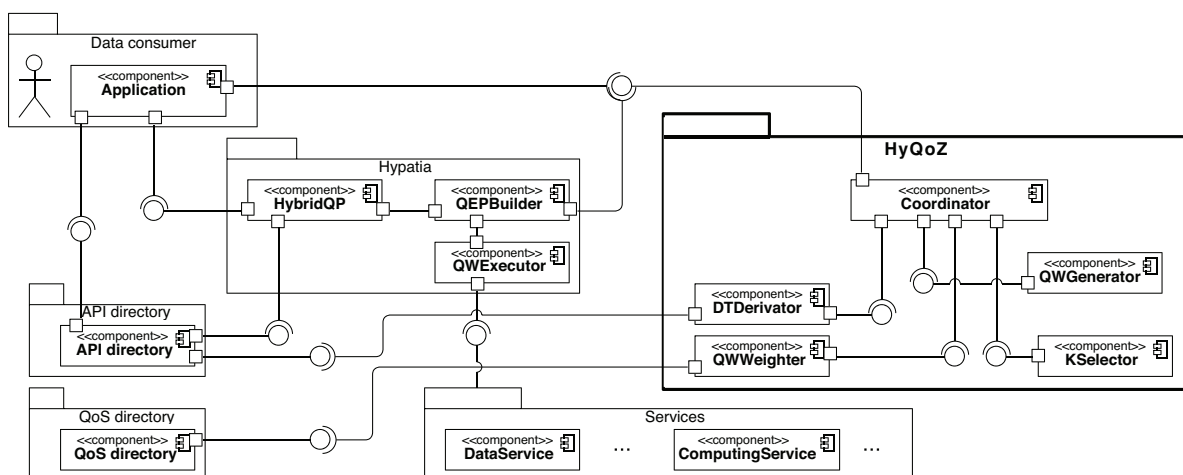 Data consumer
<<component>>
Application
Hypatia
<<component>>
HybridQP
<<component>>
QEPBuilder
<<component>>
QWExecutor
HyQoZ
<<component>>
Coordinator
<<component>>
QWGenerator
<<component>>
DTDerivator
<<component>>
QWWeighter
<<component>>
KSelector
API directory
<<component>>
API directory
QoS directory
<<component>>
QoS directory
Services
<<component>>
DataService
...
<<component>>
ComputingService
...